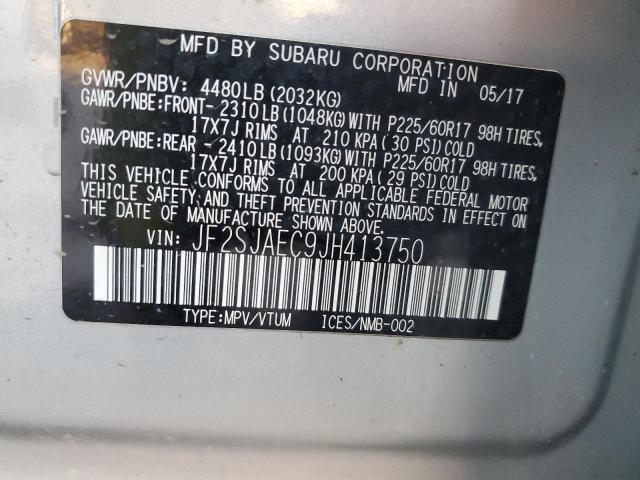 MFD BY SUBARU CORPORATION
GVWR/PNBV: 4480LB(2032KG) MFD IN 05/17
GAWR/PNBE:FRONT-2310LB(1048KG)WITH P225/60R17 98H TIRES,
17X7J RIMS AT 210 KPA(30 PSI)COLD
GAWR/PNBE:REAR -2410LB(1093KG)WITH P225/60R17 98H TIRES,
17X7J RIMS AT 200 KPA(29 PSI)COLD
THIS VEHICLE CONFORMS TO ALL APPLICABLE FEDERAL MOTOR
VEHICLE SAFETY AND THEFT PREVENTION STANDARDS IN EFFECT ON
THE DATE OF MANUFACTURE SHOWN ABOVE.
VIN: JF2SJAEC9JH413750
TYPE:MPV/VTUM ICES/NMB-002